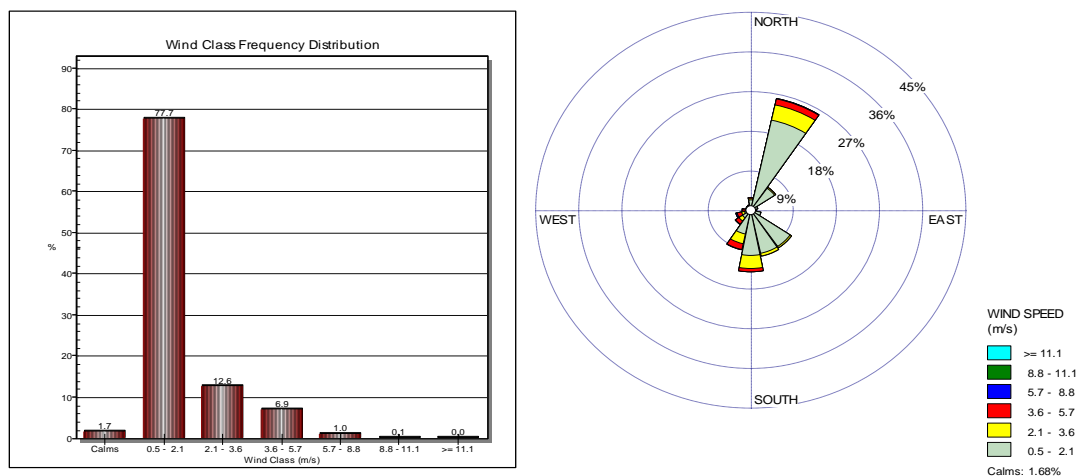 Wind Class Frequency Distribution
%
90
80
70
60
50
40
30
20
10
0
1.7
77.7
12.6
6.9
1.0
0.1
0.0
Calms
0.5 - 2.1
2.1 - 3.6
3.6 - 5.7
5.7 - 8.8
8.8 - 11.1
>= 11.1
Wind Class (m/s)
NORTH
45%
36%
27%
18%
9%
WEST
EAST
SOUTH
WIND SPEED
(m/s)
>= 11.1
8.8 - 11.1
5.7 - 8.8
3.6 - 5.7
2.1 - 3.6
0.5 - 2.1
Calms: 1.68%